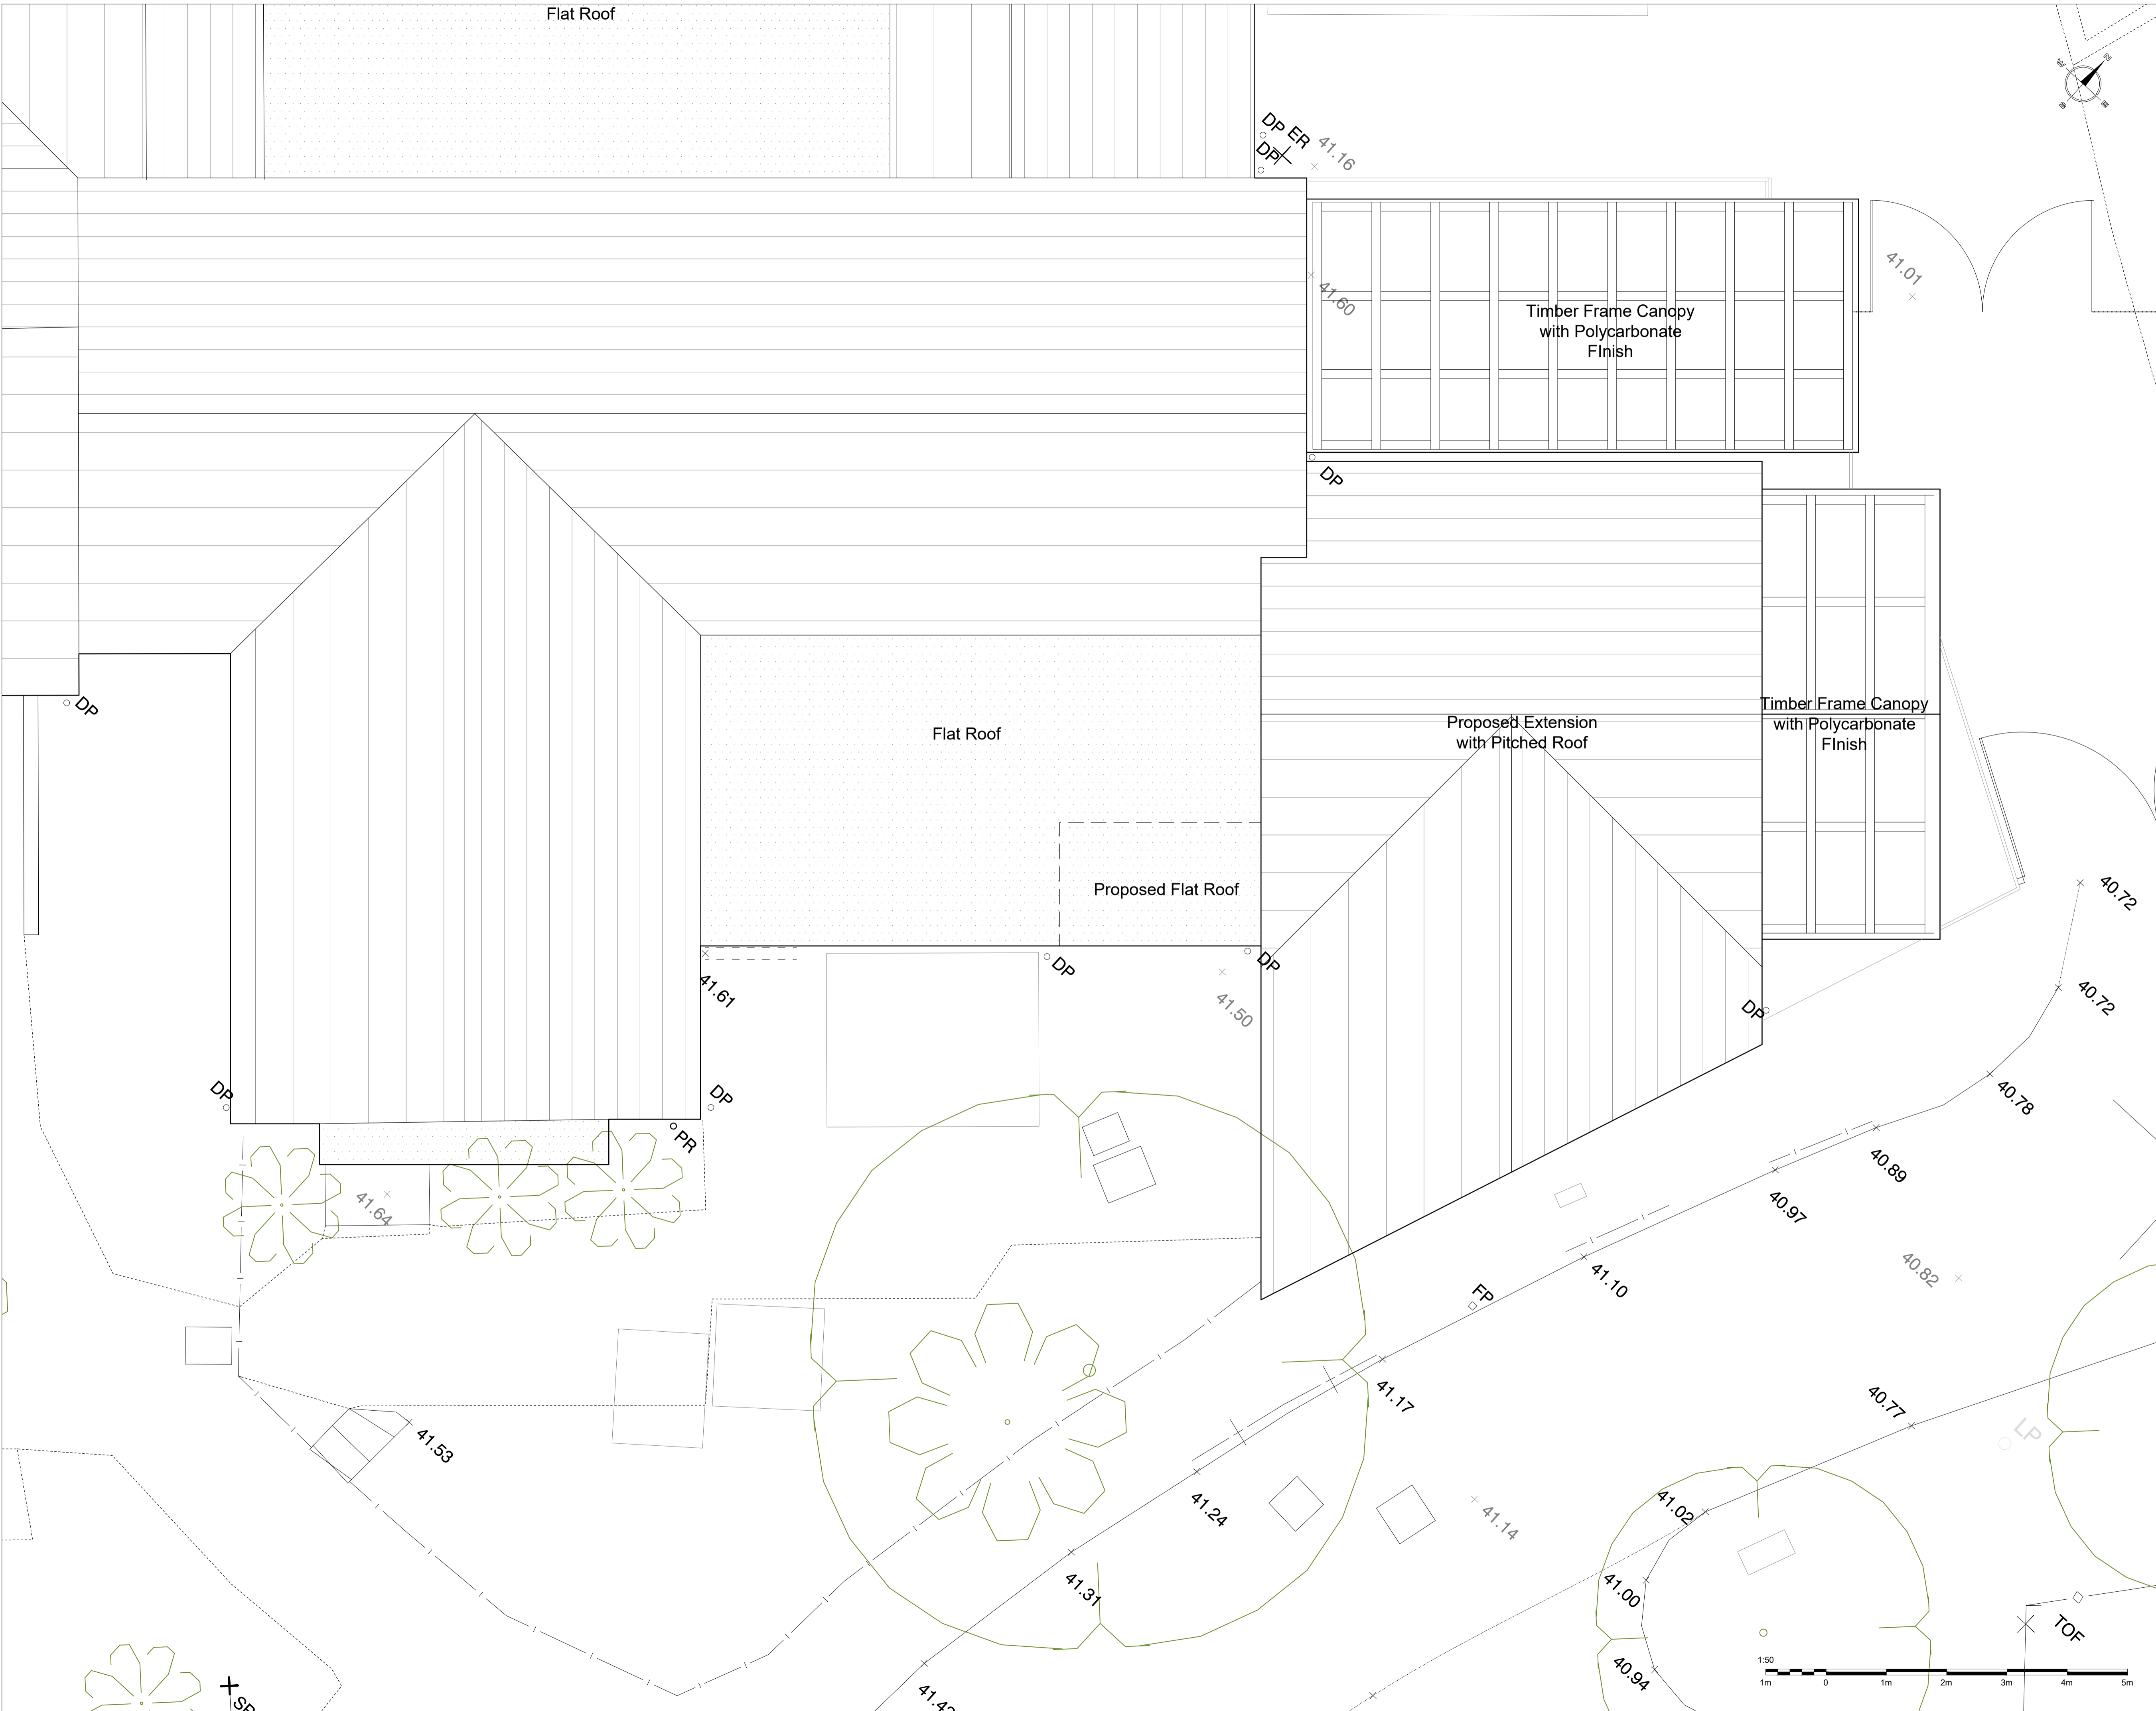 Flat Roof
N
W
DP
ER
DP
41.16
41.01
41.60
Timber Frame Canopy
with Polycarbonate
FInish
DP
DP
Flat Roof
Proposed Extension
with Pitched Roof
Timber Frame Canopy
with Polycarbonate
FInish
Proposed Flat Roof
40.72
41.61
DP
DP
41.50
DP
40.72
DP
DP
PR
40.78
41.64
40.89
40.97
40.82
41.10
FP
41.17
40.77
LP
41.53
41.24
41.14
41.02
41.31
41.00
TOF
40.94
1:50
1m
0
1m
2m
3m
4m
5m